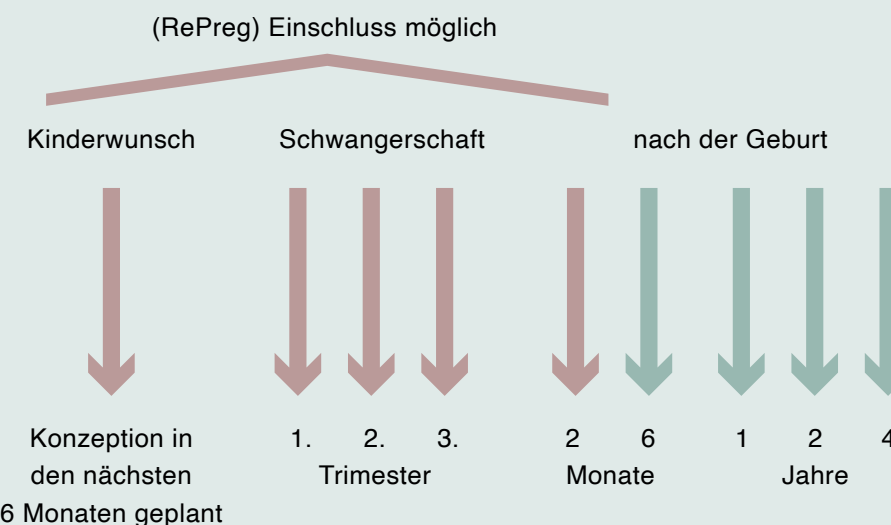 (RePreg) Einschluss möglich
Kinderwunsch Schwangerschaft nach der Geburt
Konzeption in 1. 2. 3. 2 6 1 2 4
den nächsten Trimester Monate Jahre
6 Monaten geplant